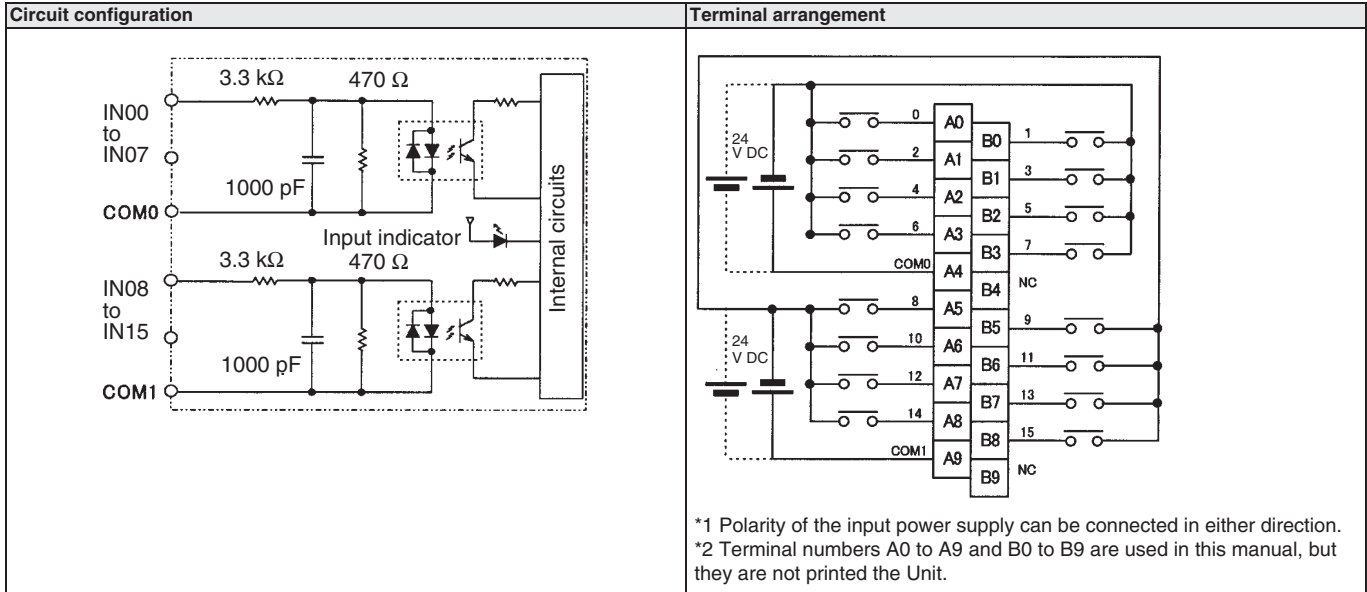 Circuit configuration
Terminal arrangement
3.3 kΩ
470 Ω
IN00
to
IN07
1000 pF
COM0
Input indicator
Internal circuits
3.3 kΩ
470 Ω
IN08
to
IN15
1000 pF
COM1
24
V DC
0
A0
B0
1
2
A1
B1
3
4
A2
B2
5
6
A3
B3
7
COM0
A4
B4
NC
8
A5
B5
9
24
V DC
10
A6
B6
11
12
A7
B7
13
14
A8
B8
15
COM1
A9
B9
NC
*1 Polarity of the input power supply can be connected in either direction.
*2 Terminal numbers A0 to A9 and B0 to B9 are used in this manual, but
they are not printed the Unit.